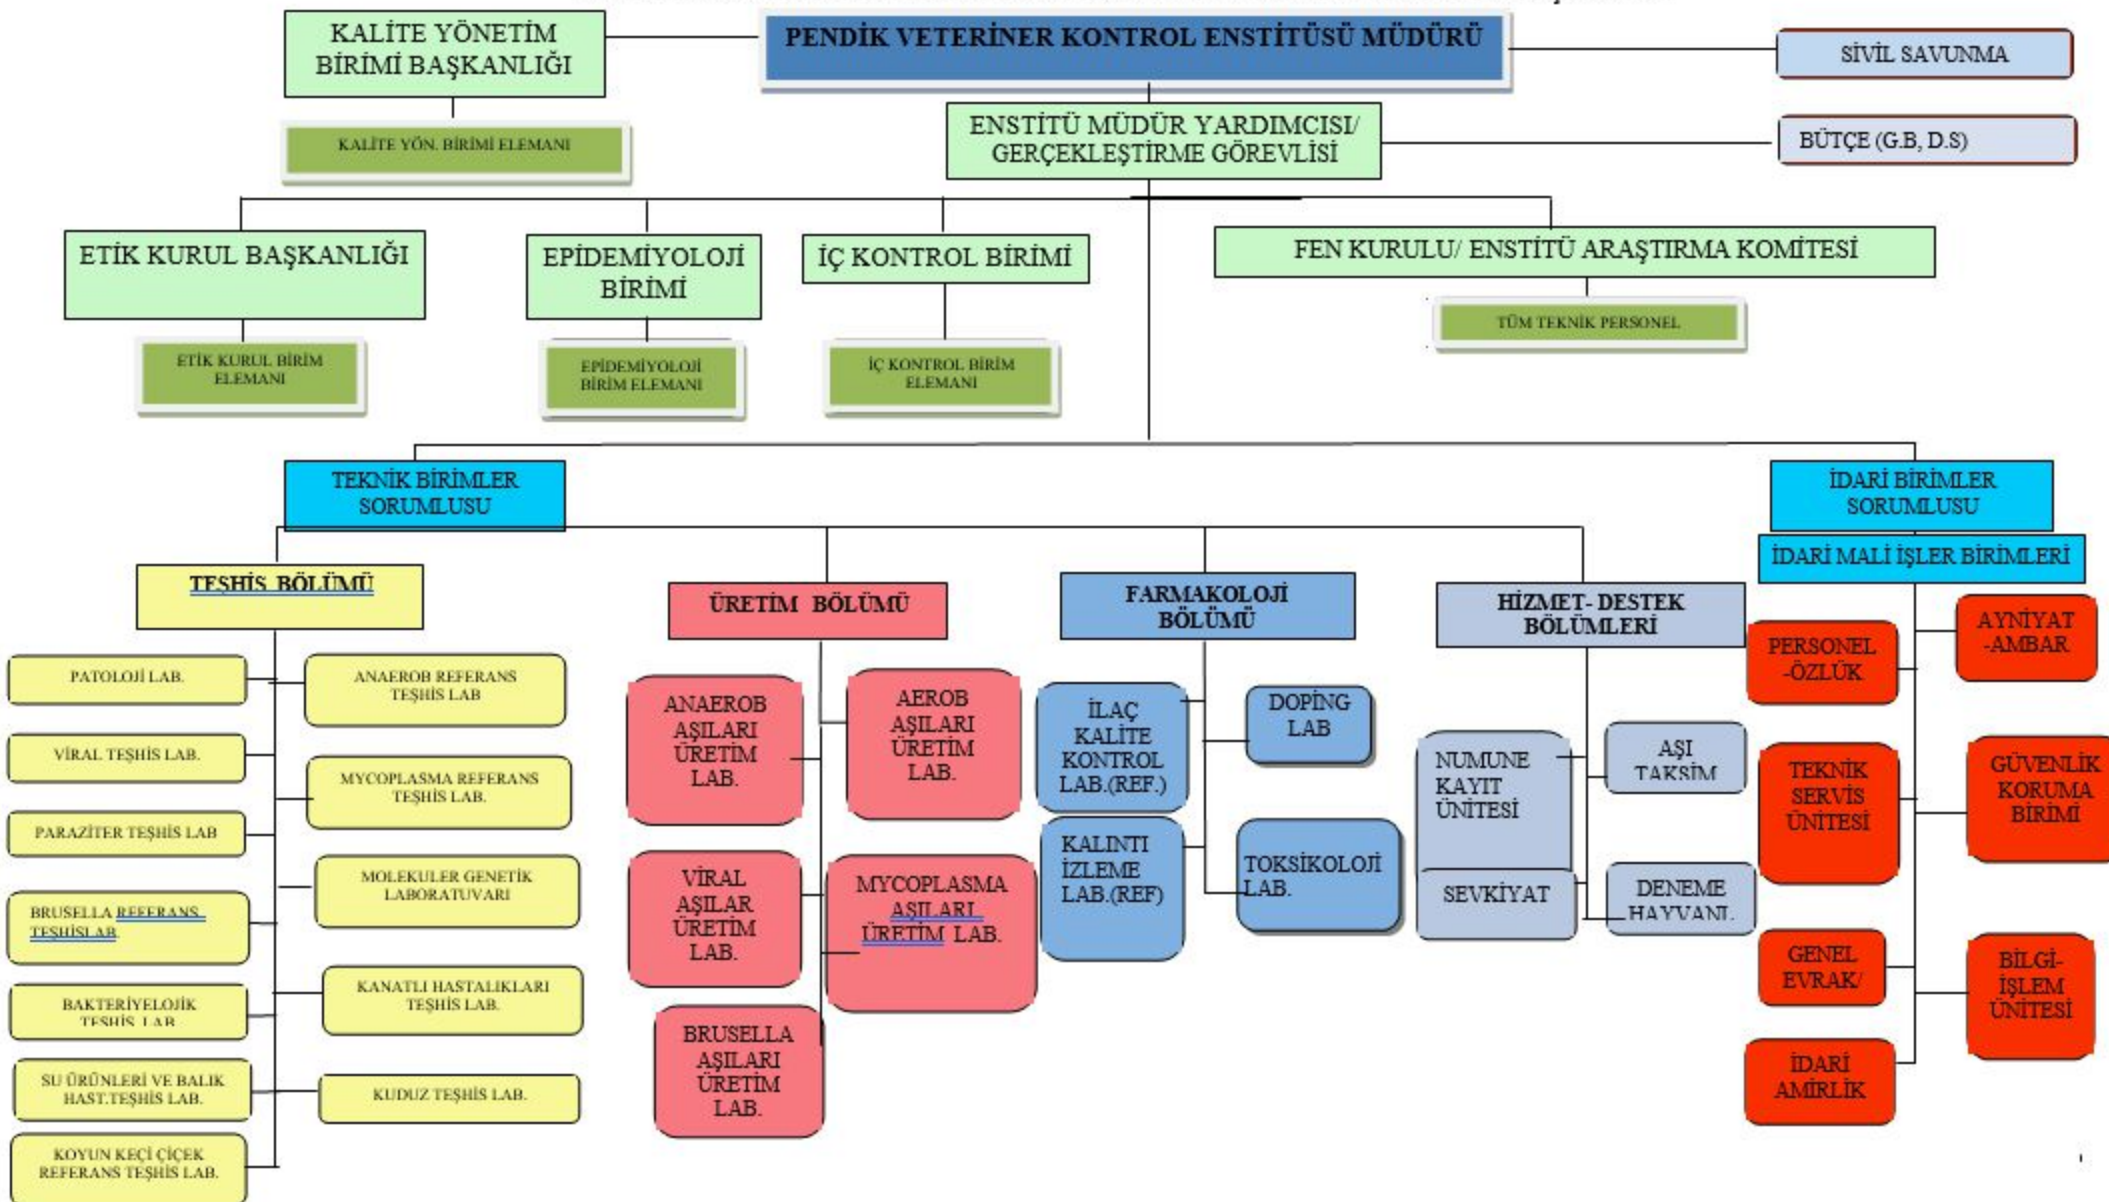 KALİTE YÖNETİM
BİRİMİ BAŞKANLIĞI
PENDİK VETERİNER KONTROL ENSTİTÜSÜ MÜDÜRÜ
SİVİL SAVUNMA
KALİTE YÖN. BİRİMİ ELEMANI
ENSTİTÜ MÜDÜR YARDIMCISI/
GERÇEKLEŞTİRME GÖREVLİSİ
BÜTÇE (G.B, D.S)
ETİK KURUL BAŞKANLIĞI
EPİDEMİYOLOJİ
BİRİMİ
İÇ KONTROL BİRİMİ
FEN KURULU/ ENSTİTÜ ARAŞTIRMA KOMİTESİ
ETİK KURUL BİRİM
ELEMANI
EPİDEMİYOLOJİ
BİRİM ELEMANI
İÇ KONTROL BİRİM
ELEMANI
TÜM TEKNİK PERSONEL
TEKNİK BİRİMLER
SORUMLUSU
İDARİ BİRİMLER
SORUMLUSU
İDARİ MALİ İŞLER BİRİMLERİ
TEŞHİS BÖLÜMÜ
PATOLOJİ LAB.
ANAEROB REFERANS
TEŞHİS LAB
VİRAL TEŞHİS LAB.
MYCOPLASMA REFERANS
TEŞHİS LAB.
PARAZİTER TEŞHİS LAB
MOLEKULER GENETİK
LABORATUVARI
BRUSELLA REFERANS
TEŞHİSLAB.
KANATLI HASTALIKLARI
TEŞHİS LAB.
BAKTERİYELOJİK
TEŞHİS LAB
SU ÜRÜNLERİ VE BALIK
HAST.TEŞHİS LAB.
KUDUZ TEŞHİS LAB.
KOYUN KEÇİ ÇİÇEK
REFERANS TEŞHİS LAB.
ÜRETİM BÖLÜMÜ
ANAEROB
AŞILARI
ÜRETİM
LAB.
AEROB
AŞILARI
ÜRETİM
LAB.
VİRAL
AŞILAR
ÜRETİM
LAB.
MYCOPLASMA
AŞILARI
ÜRETİM LAB.
BRUSELLA
AŞILARI
ÜRETİM
LAB.
FARMAKOLOJİ
BÖLÜMÜ
İLAÇ
KALİTE
KONTROL
LAB.(REF.)
DOPİNG
LAB
KALINTI
İZLEME
LAB.(REF)
TOKSİKOLOJİ
LAB.
HİZMET- DESTEK
BÖLÜMLERİ
NUMUNE
KAYIT
ÜNİTESİ
AŞI
TAKSİM
SEVKİYAT
DENEME
HAYVANI.
PERSONEL
-ÖZLÜK
AYNİYAT
-AMBAR
TEKNİK
SERVİS
ÜNİTESİ
GÜVENLİK
KORUMA
BİRİMİ
GENEL
EVRAK/
BİLGİ-
İŞLEM
ÜNİTESİ
İDARİ
AMİRLİK